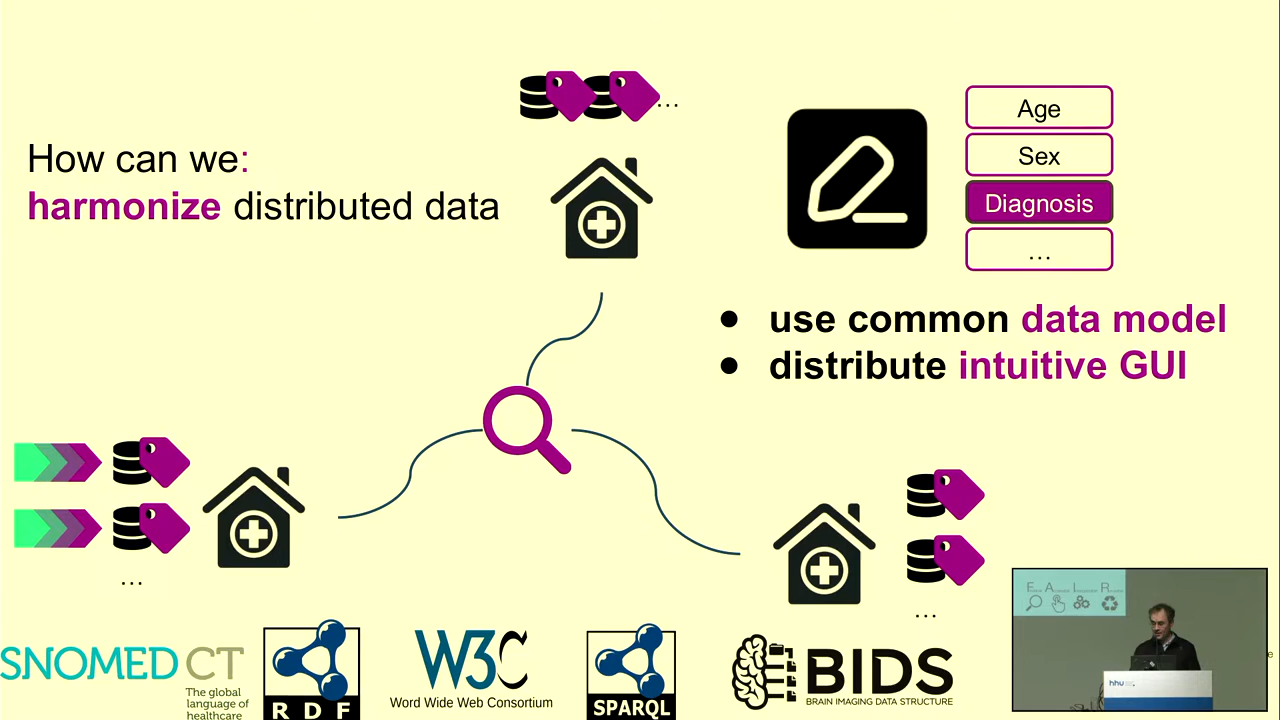 …
How can we:
harmonize distributed data
Age
Sex
Diagnosis
…
● use common data model
● distribute intuitive GUI
…
…
SNOMED CT
The global
language of
healthcare
RDF
W3C
Word Wide Web Consortium
SPARQL
BIDS
BRAIN IMAGING DATA STRUCTURE
F A I R
hhu